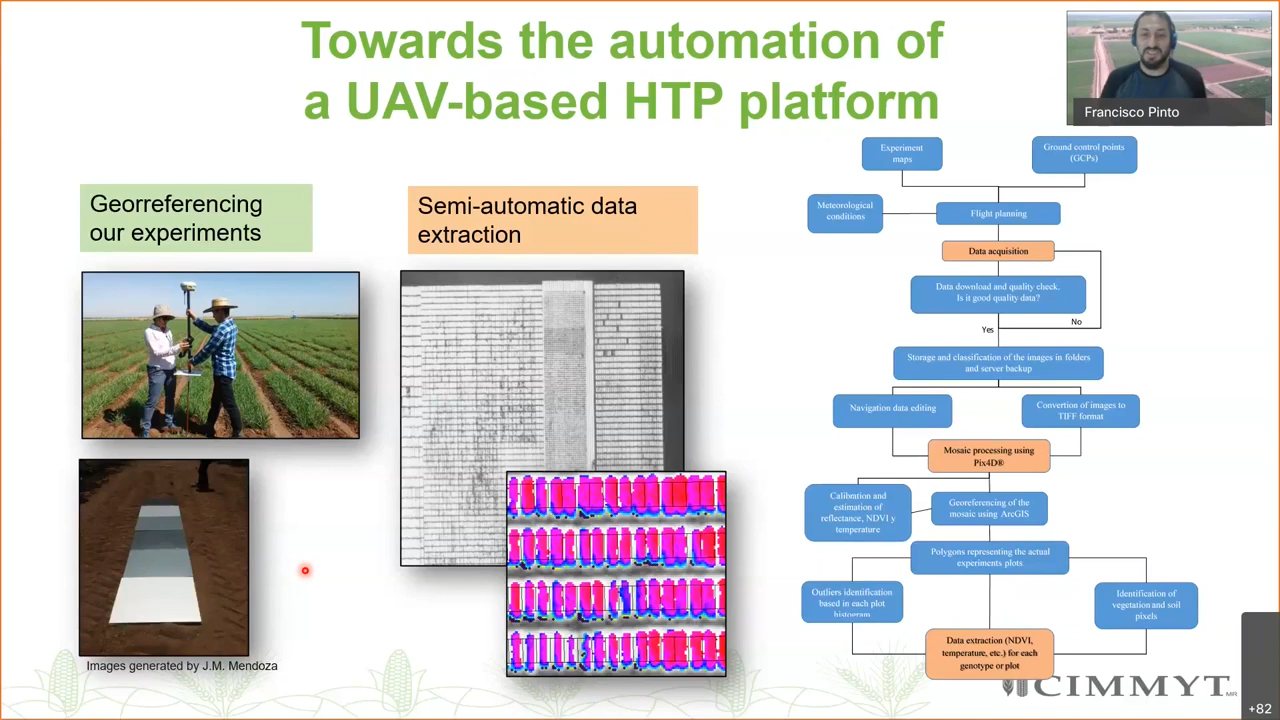 Towards the automation of
a UAV-based HTP platform
Francisco Pinto
Georreferencing
our experiments
Semi-automatic data
extraction
Images generated by J.M. Mendoza
Experiment
maps
Ground control points
(GCPs)
Meteorological
conditions
Flight planning
Data acquisition
Data download and quality check.
Is it good quality data?
No
Yes
Storage and classification of the images in folders
and server backup
Navigation data editing
Convertion of images to
TIFF format
Mosaic processing using
Pix4D®
Calibration and
estimation of
reflectance, NDVI y
temperature
Georeferencing of the
mosaic using ArcGIS
Polygons representing the actual
experiments plots
Outliers identification
based in each plot
histogram
Identification of
vegetation and soil
pixels
Data extraction (NDVI,
temperature, etc.) for each
genotype or plot
CIMMYT MR
+82